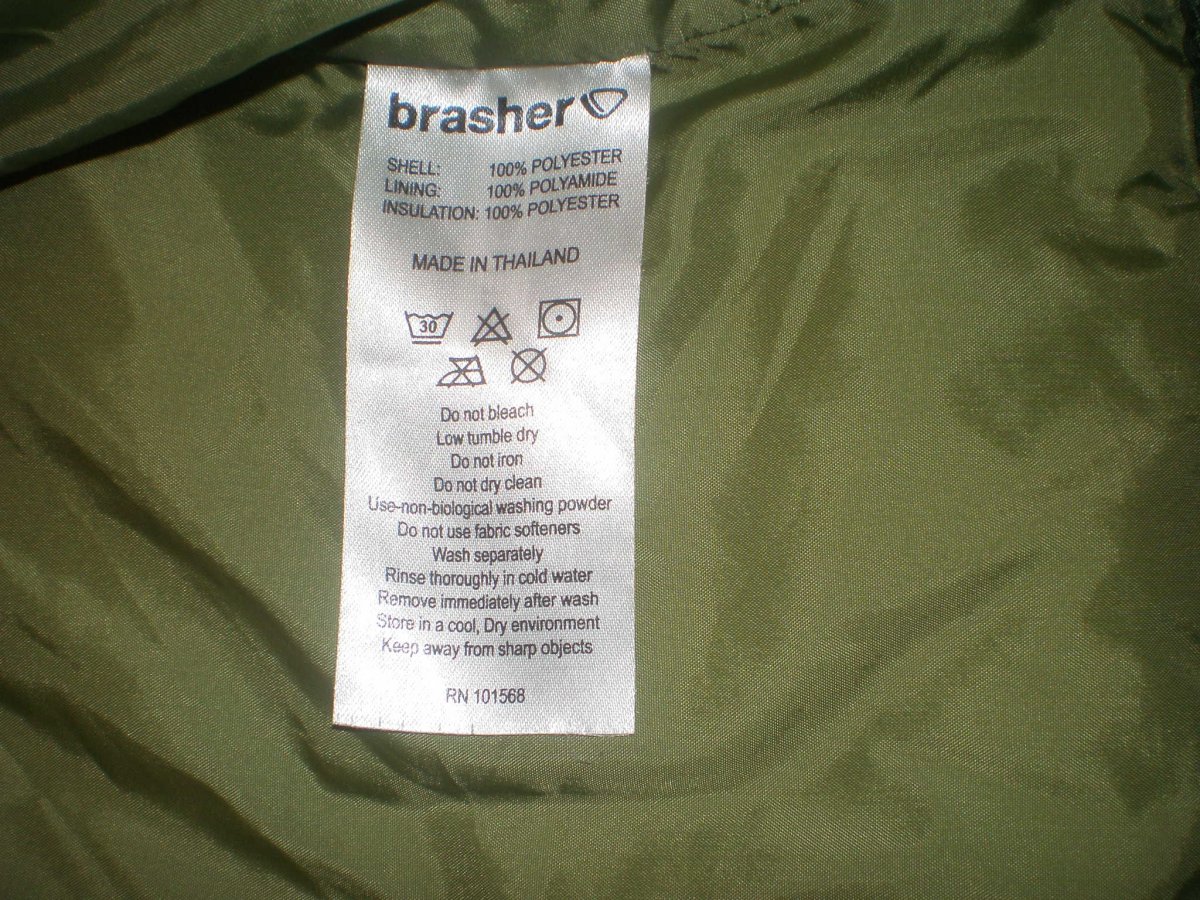 brasher
SHELL: 100% POLYESTER
LINING: 100% POLYAMIDE
INSULATION: 100% POLYESTER
MADE IN THAILAND
30
Do not bleach
Low tumble dry
Do not iron
Do not dry clean
Use-non-biological washing powder
Do not use fabric softeners
Wash separately
Rinse thoroughly in cold water
Remove immediately after wash
Store in a cool, Dry environment
Keep away from sharp objects
RN 101568